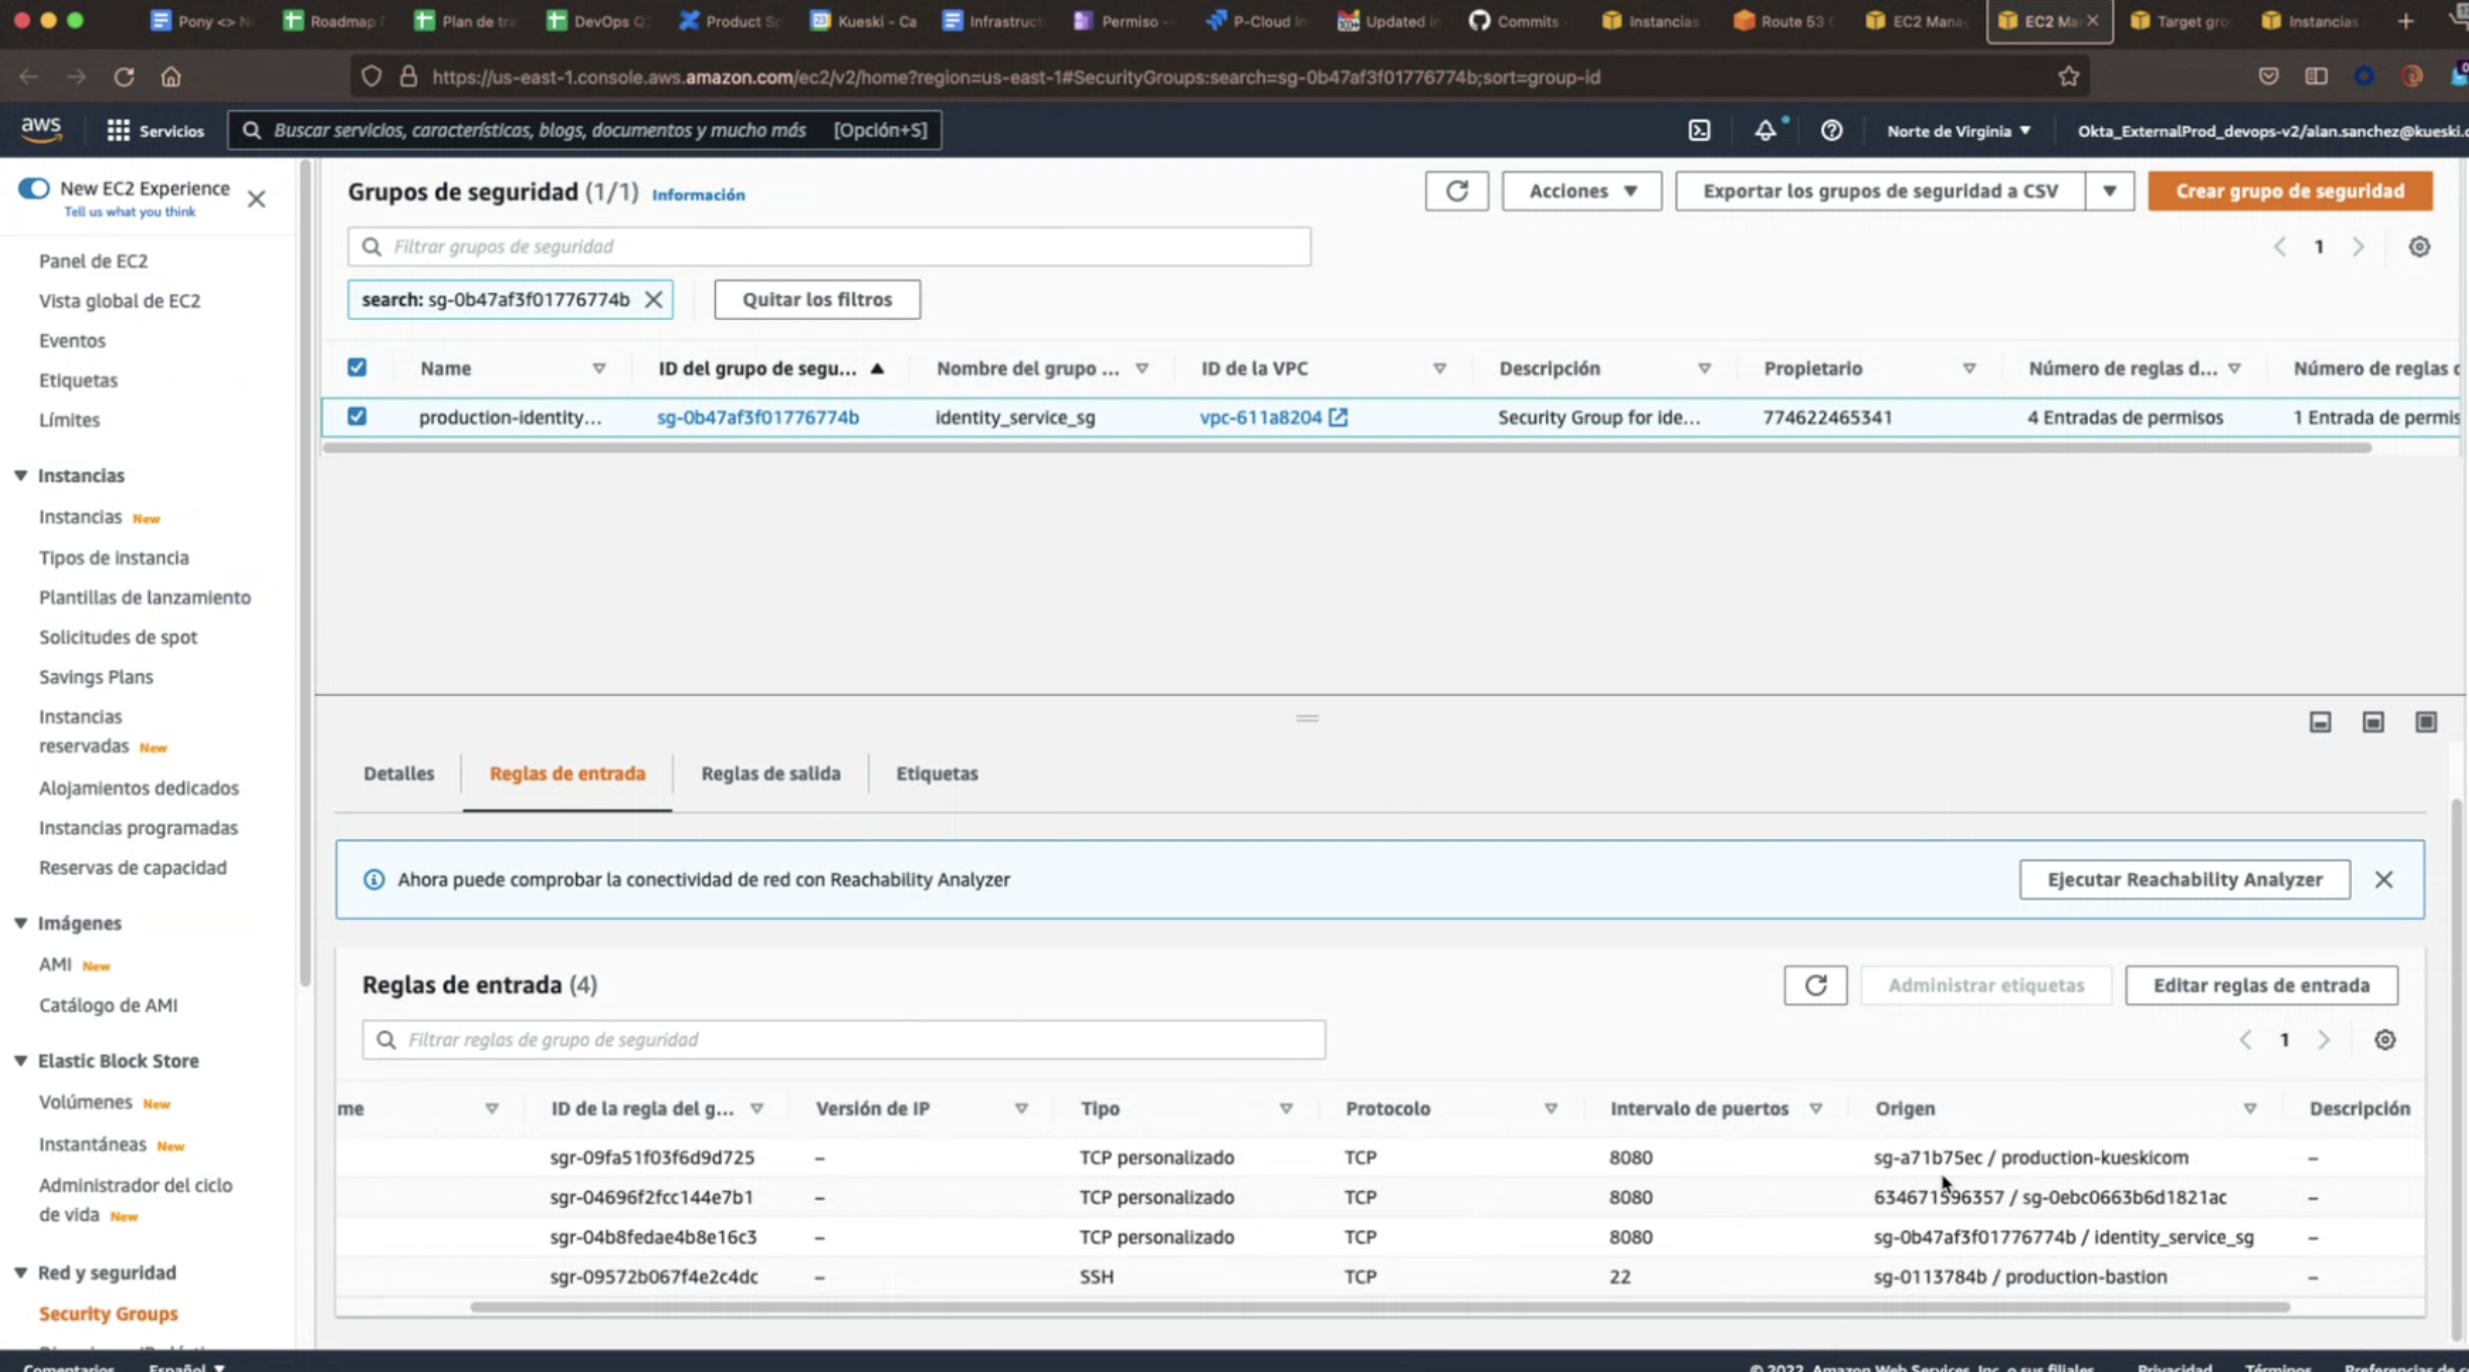 Pony <> N
Roadmap
Plan de tra
DevOps Q
Product Sp
Kueski - Ca
Infrastruct
Permiso —
P-Cloud In
Updated i
Commits
Instancias
Route 53
EC2 Mana
EC2 Ma
Target gro
Instancias
https://us-east-1.console.aws.amazon.com/ec2/v2/home?region=us-east-1#SecurityGroups:search=sg-0b47af3f01776774b;sort=group-id
aws
Servicios
Buscar servicios, características, blogs, documentos y mucho más [Opción+S]
Norte de Virginia
Okta_ExternalProd_devops-v2/alan.sanchez@kueski.c
New EC2 Experience
Tell us what you think
Panel de EC2
Vista global de EC2
Eventos
Etiquetas
Límites
Instancias
Instancias New
Tipos de instancia
Plantillas de lanzamiento
Solicitudes de spot
Savings Plans
Instancias
reservadas New
Alojamientos dedicados
Instancias programadas
Reservas de capacidad
Imágenes
AMI New
Catálogo de AMI
Elastic Block Store
Volúmenes New
Instantáneas New
Administrador del ciclo
de vida New
Red y seguridad
Security Groups
Grupos de seguridad (1/1) Información
Acciones
Exportar los grupos de seguridad a CSV
Crear grupo de seguridad
Filtrar grupos de seguridad
1
search: sg-0b47af3f01776774b
Quitar los filtros
Name ID del grupo de segu... Nombre del grupo ... ID de la VPC Descripción Propietario Número de reglas d... Número de reglas d
production-identity... sg-0b47af3f01776774b identity_service_sg vpc-611a8204 Security Group for ide... 774622465341 4 Entradas de permisos 1 Entrada de permis
Detalles Reglas de entrada Reglas de salida Etiquetas
Ahora puede comprobar la conectividad de red con Reachability Analyzer
Ejecutar Reachability Analyzer
Reglas de entrada (4)
Administrar etiquetas
Editar reglas de entrada
Filtrar reglas de grupo de seguridad
1
me ID de la regla del g... Versión de IP Tipo Protocolo Intervalo de puertos Origen Descripción
sgr-09fa51f03f6d9d725 – TCP personalizado TCP 8080 sg-a71b75ec / production-kueskicom –
sgr-04696f2fcc144e7b1 – TCP personalizado TCP 8080 634671596357 / sg-0ebc0663b6d1821ac –
sgr-04b8fedae4b8e16c3 – TCP personalizado TCP 8080 sg-0b47af3f01776774b / identity_service_sg –
sgr-09572b067f4e2c4dc – SSH TCP 22 sg-0113784b / production-bastion –
Comentarios Español
© 2022, Amazon Web Services, Inc. o sus filiales. Privacidad Términos Preferencias de c